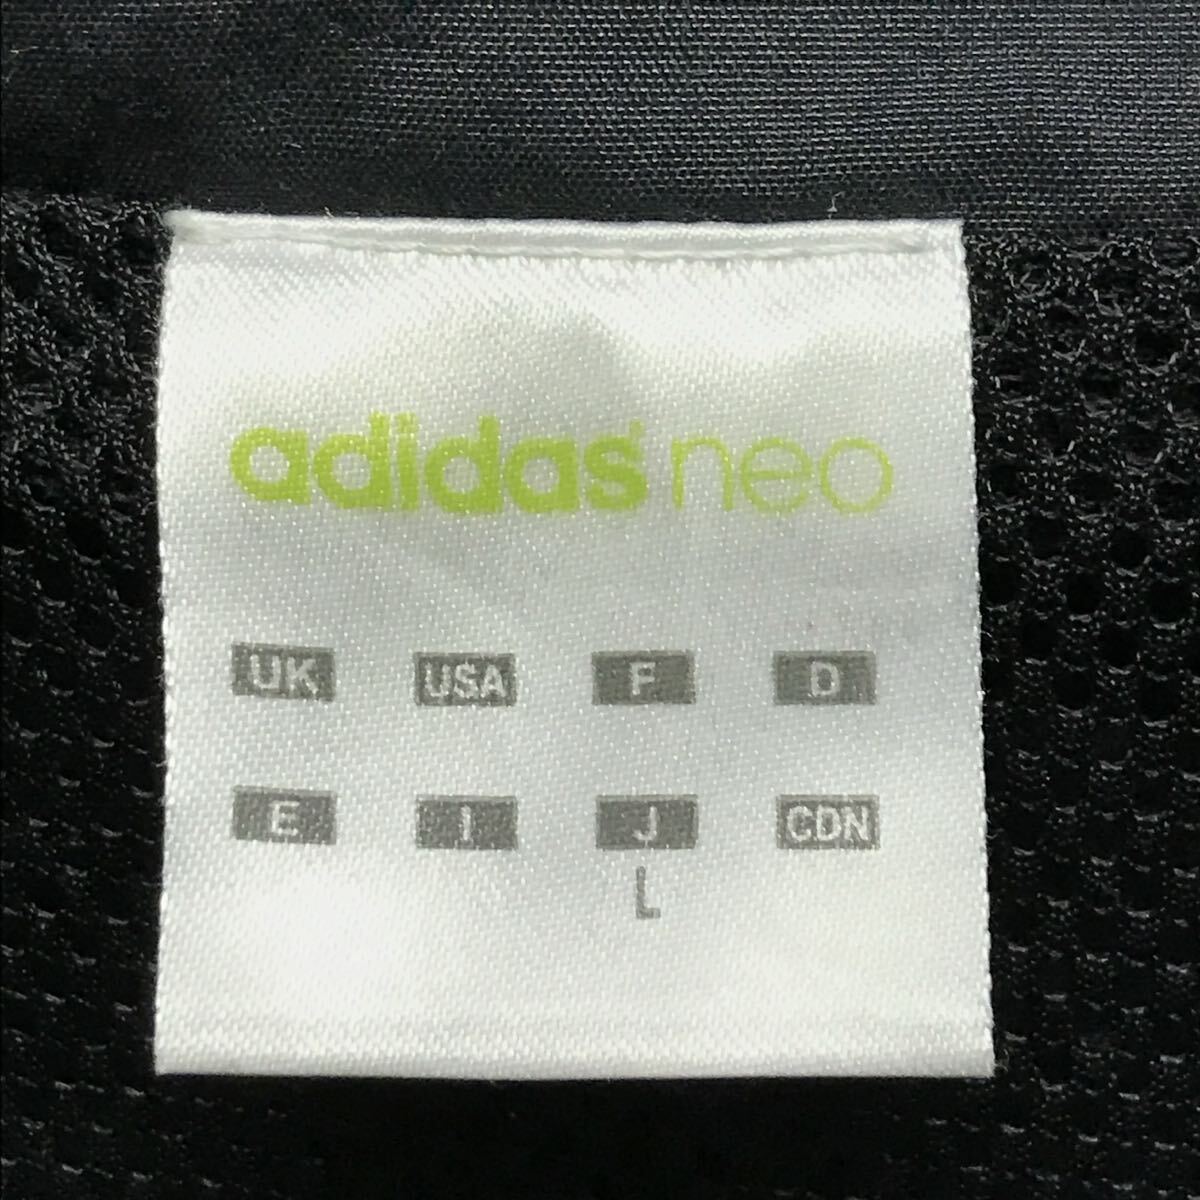 adidas neo
UK USA F D
E I J CDN
L